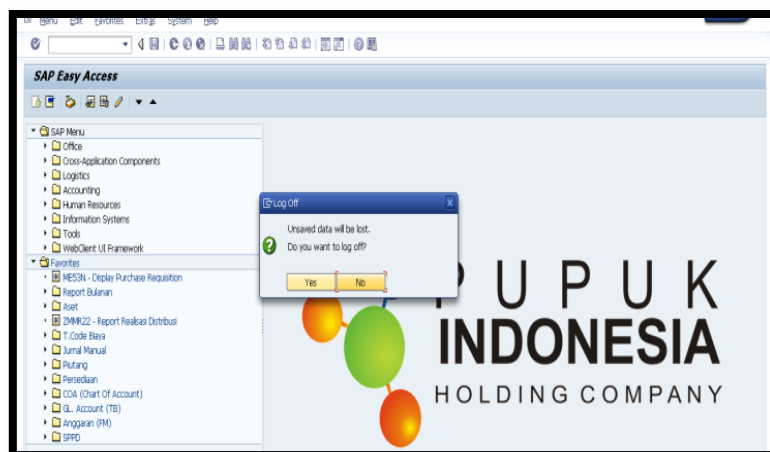 Menu Edit Favorites Extras System Help
SAP Easy Access
SAP Menu
Office
Cross-Application Components
Logistics
Accounting
Human Resources
Information Systems
Tools
WebClient UI Framework
Favorites
ME53N - Display Purchase Requisition
Report Bulanan
Aset
ZMMR22 - Report Realisasi Distribusi
T.Code Biaya
Jurnal Manual
Piutang
Persediaan
COA (Chart Of Account)
GL. Account (TB)
Anggaran (FM)
SPPD
Log Off
Unsaved data will be lost.
Do you want to log off?
Yes No
PUPUK
INDONESIA
HOLDING COMPANY